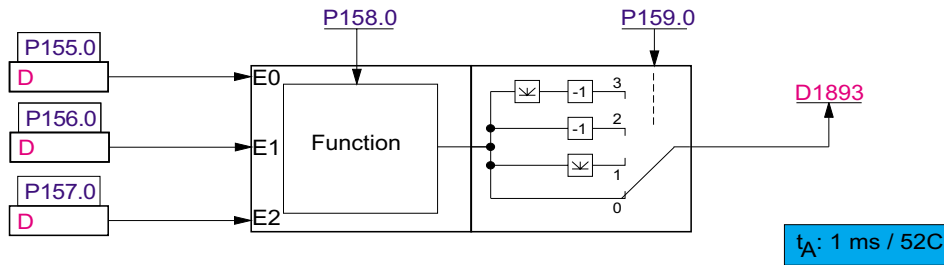 P158.0 P159.0
P155.0
D E0
3
-1
D1893
P156.0
2
-1
D E1 Function
1
P157.0
0
D E2
tA: 1 ms / 52C